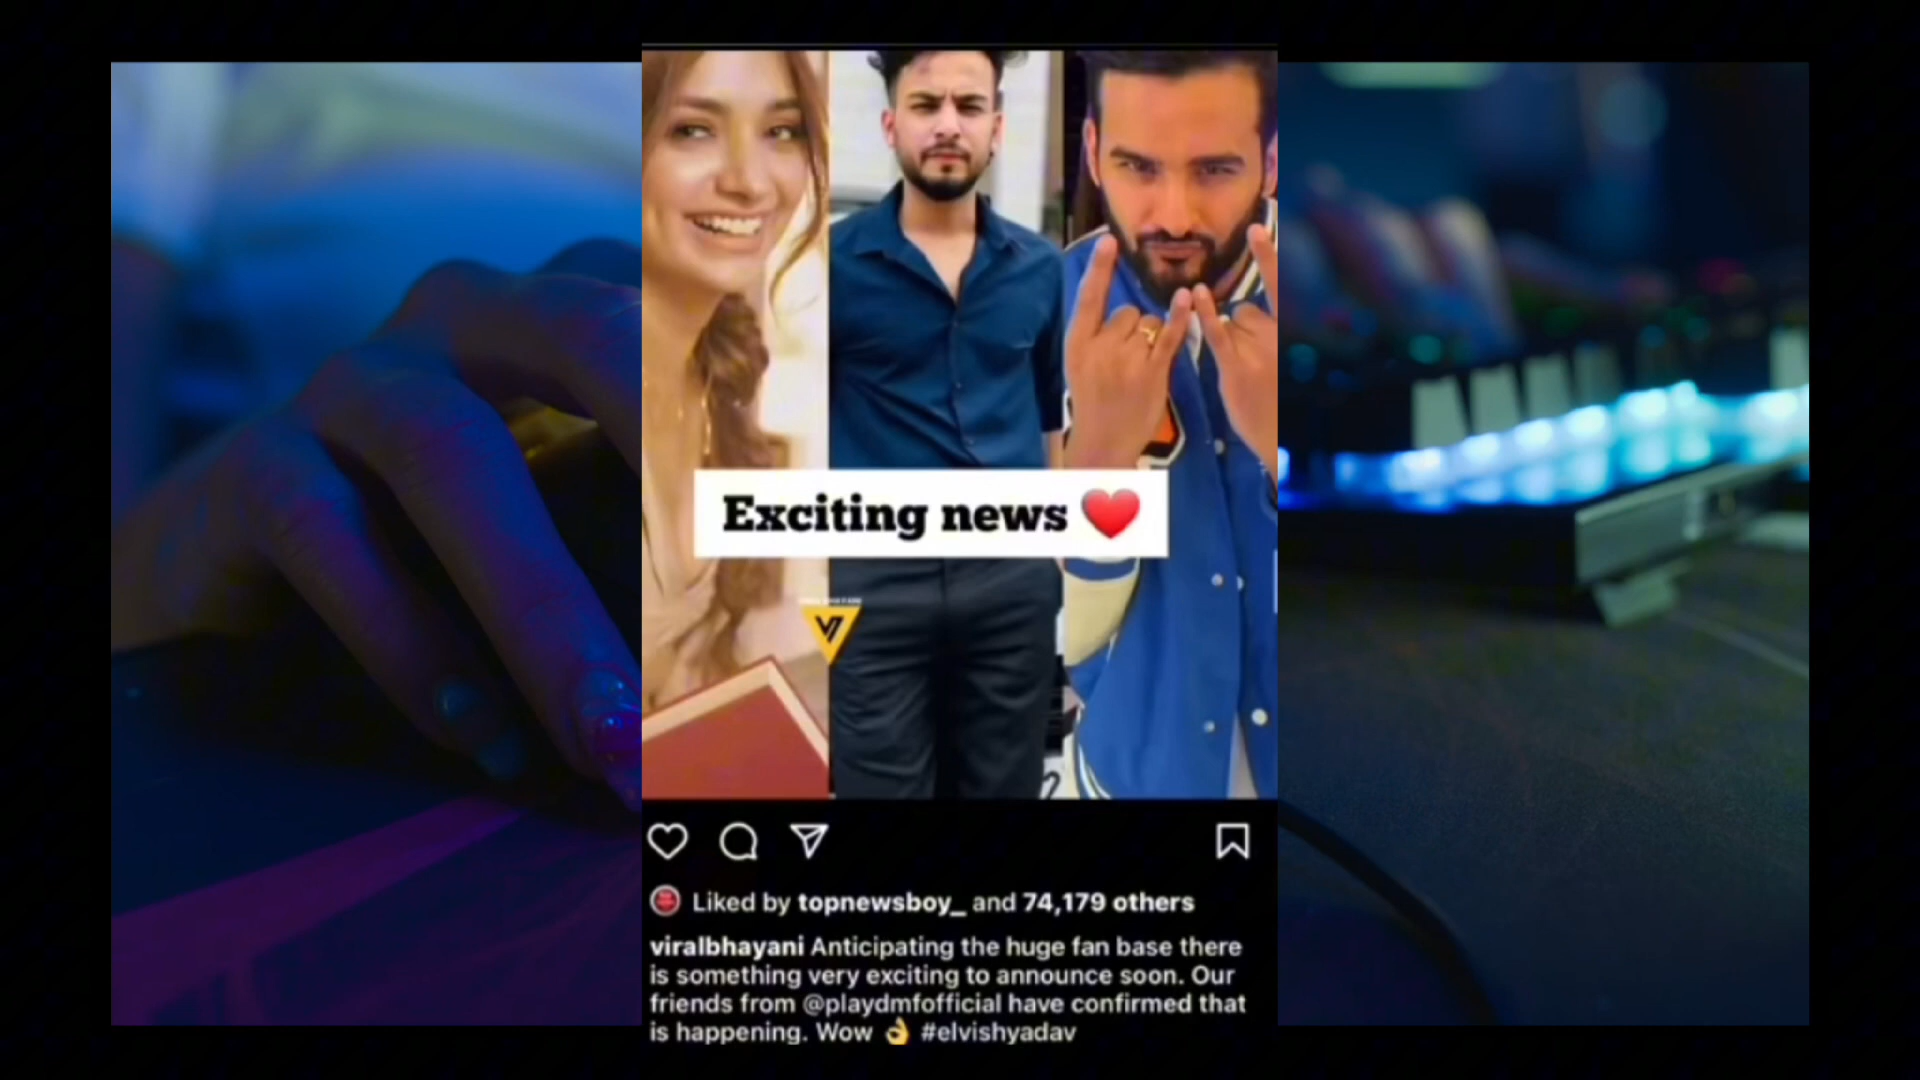 Exciting news ❤️
Liked by topnewsboy_ and 74,179 others
viralbhayani Anticipating the huge fan base there
is something very exciting to announce soon. Our
friends from @playdmfofficial have confirmed that
is happening. Wow 👌 #elvishyadav